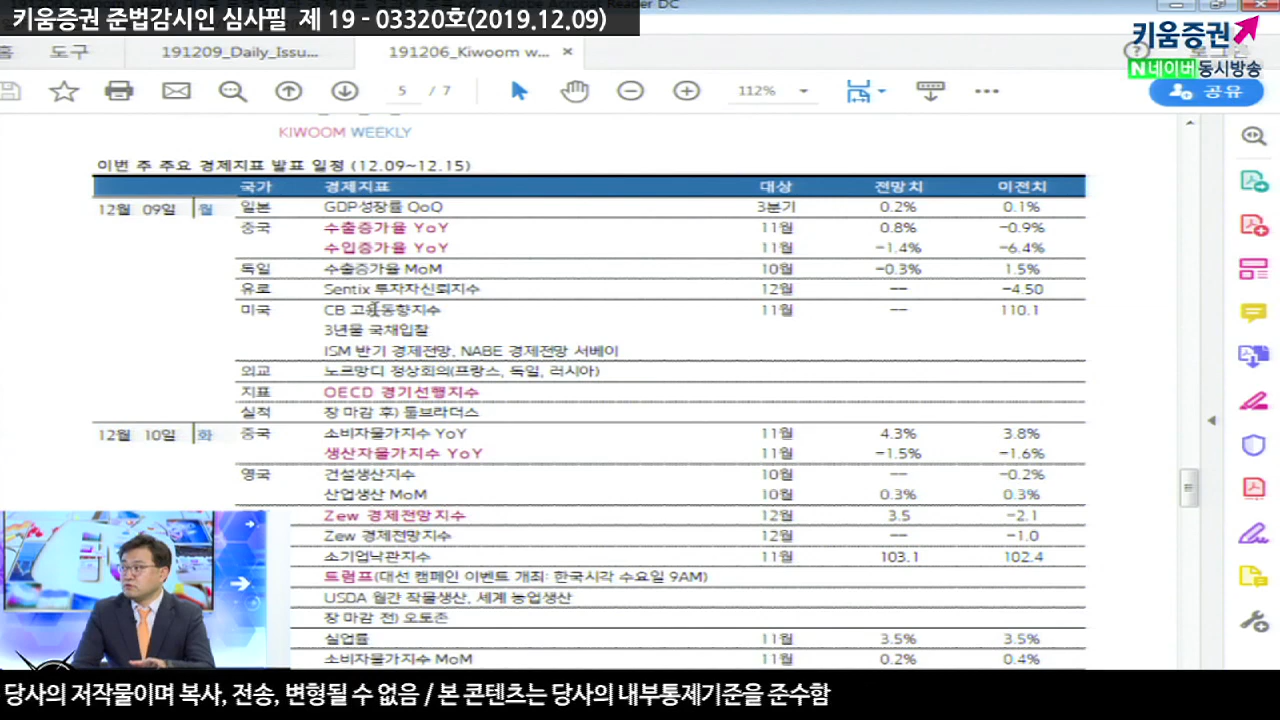 키움증권 준법감시인 심사필 제 19 - 03320호(2019.12.09)
키움증권
N 네이버 동시방송
홈 도구 191209_Daily_Issu... 191206_Kiwoom w... ×
5 / 7 112% 공유
KIWOOM WEEKLY
이번 주 주요 경제지표 발표 일정 (12.09~12.15)
국가 경제지표 대상 전망치 이전치
12월 09일 월 일본 GDP성장률 QoQ 3분기 0.2% 0.1%
중국 수출증가율 YoY 11월 0.8% -0.9%
수입증가율 YoY 11월 -1.4% -6.4%
독일 수출증가율 MoM 10월 -0.3% 1.5%
유로 Sentix 투자자신뢰지수 12월 -- -4.50
미국 CB 고용동향지수 11월 -- 110.1
3년물 국채입찰
ISM 반기 경제전망, NABE 경제전망 서베이
외교 노르망디 정상회의(프랑스, 독일, 러시아)
지표 OECD 경기선행지수
실적 장 마감 후) 톨브라더스
12월 10일 화 중국 소비자물가지수 YoY 11월 4.3% 3.8%
생산자물가지수 YoY 11월 -1.5% -1.6%
영국 건설생산지수 10월 -- -0.2%
산업생산 MoM 10월 0.3% 0.3%
Zew 경제전망지수 12월 3.5 -2.1
Zew 경제전망지수 12월 -- -1.0
소기업낙관지수 11월 103.1 102.4
트럼프(대선 캠페인 이벤트 개최: 한국시각 수요일 9AM)
USDA 월간 작물생산, 세계 농업생산
장 마감 전) 오토존
실업률 11월 3.5% 3.5%
소비자물가지수 MoM 11월 0.2% 0.4%
당사의 저작물이며 복사, 전송, 변형될 수 없음 / 본 콘텐츠는 당사의 내부통제기준을 준수함